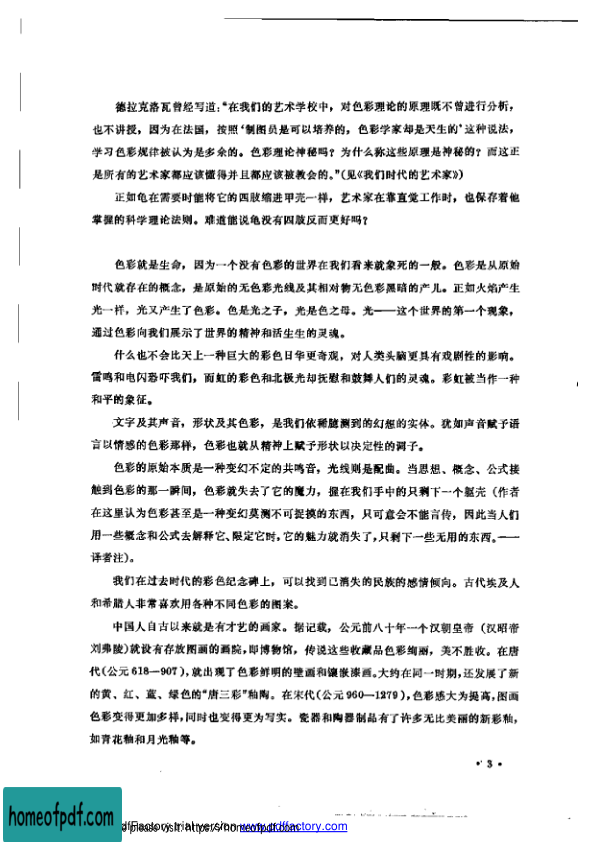 德拉克洛瓦曾经写道:“在我们的艺术学校中，对色彩理论的原理既不曾进行分析，
也不讲授，因为在法国，按照‘制图员是可以培养的，色彩学家却是天生的’这种说法，
学习色彩规律被认为是多余的。色彩理论神秘吗？为什么称这些原理是神秘的？而这正
是所有的艺术家都应该懂得并且都应该被教会的。”(见《我们时代的艺术家》)
正如龟在需要时能将它的四肢缩进甲壳一样，艺术家在靠直觉工作时，也保存着他
掌握的科学理论法则。难道能说龟没有四肢反而更好吗？
色彩就是生命，因为一个没有色彩的世界在我们看来就象死的一般。色彩是从原始
时代就存在的概念，是原始的无色彩光线及其相对物无色彩黑暗的产儿。正如火焰产生
光一样，光又产生了色彩。色是光之子，光是色之母。光——这个世界的第一个现象，
通过色彩向我们展示了世界的精神和活生生的灵魂。
什么也不会比天上一种巨大的彩色日华更奇观，对人类头脑更具有戏剧性的影响。
雷鸣和电闪恐吓我们，而虹的彩色和北极光却抚慰和鼓舞人们的灵魂。彩虹被当作一种
和平的象征。
文字及其声音，形状及其色彩，是我们依稀臆测到的幻想的实体。犹如声音赋予语
言以情感的色彩那样，色彩也就从精神上赋予形状以决定性的调子。
色彩的原始本质是一种变幻不定的共鸣音，光线则是配曲。当思想、概念、公式接
触到色彩的那一瞬间，色彩就失去了它的魔力，握在我们手中的只剩下一个躯壳（作者
在这里认为色彩甚至是一种变幻莫测不可捉摸的东西，只可意会不能言传，因此当人们
用一些概念和公式去解释它、限定它时，它的魅力就消失了，只剩下一些无用的东西。——
译者注）。
我们在过去时代的彩色纪念碑上，可以找到已消失的民族的感情倾向。古代埃及人
和希腊人非常喜欢用各种不同色彩的图案。
中国人自古以来就是有才艺的画家。据记载，公元前八十年一个汉朝皇帝（汉昭帝
刘弗陵)就设有存放图画的画院，即博物馆，传说这些收藏品色彩绚丽，美不胜收。在唐
代(公元618—907)，就出现了色彩鲜明的壁画和镶嵌漆画。大约在同一时期，还发展了新
的黄、红、蓝、绿色的“唐三彩”釉陶。在宋代(公元960—1279)，色彩感大为提高，图画
色彩变得更加多样，同时也变得更为写实。瓷器和陶器制品有了许多无比美丽的新彩釉，
如青花釉和月光釉等。
• 3 •
homeofpdf.com
dfFactory trial version www.pdffactory.com
please visit: https://homeofpdf.com